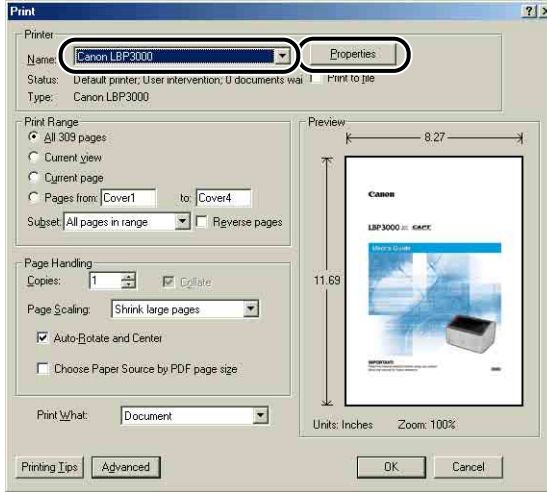 Print
Printer
Name: Canon LBP3000
Properties
Status: Default printer; User intervention; 0 documents wai
Print to file
Type: Canon LBP3000
Print Range
All 309 pages
Current view
Current page
Pages from: Cover1 to: Cover4
Subset: All pages in range
Reverse pages
Page Handling
Copies: 1
Collate
Page Scaling: Shrink large pages
Auto-Rotate and Center
Choose Paper Source by PDF page size
Print What: Document
Preview
8.27
11.69
Canon
LBP3000
CAPT
User's Guide
IMPORTANT:
Units: Inches Zoom: 100%
Printing Tips
Advanced
OK
Cancel